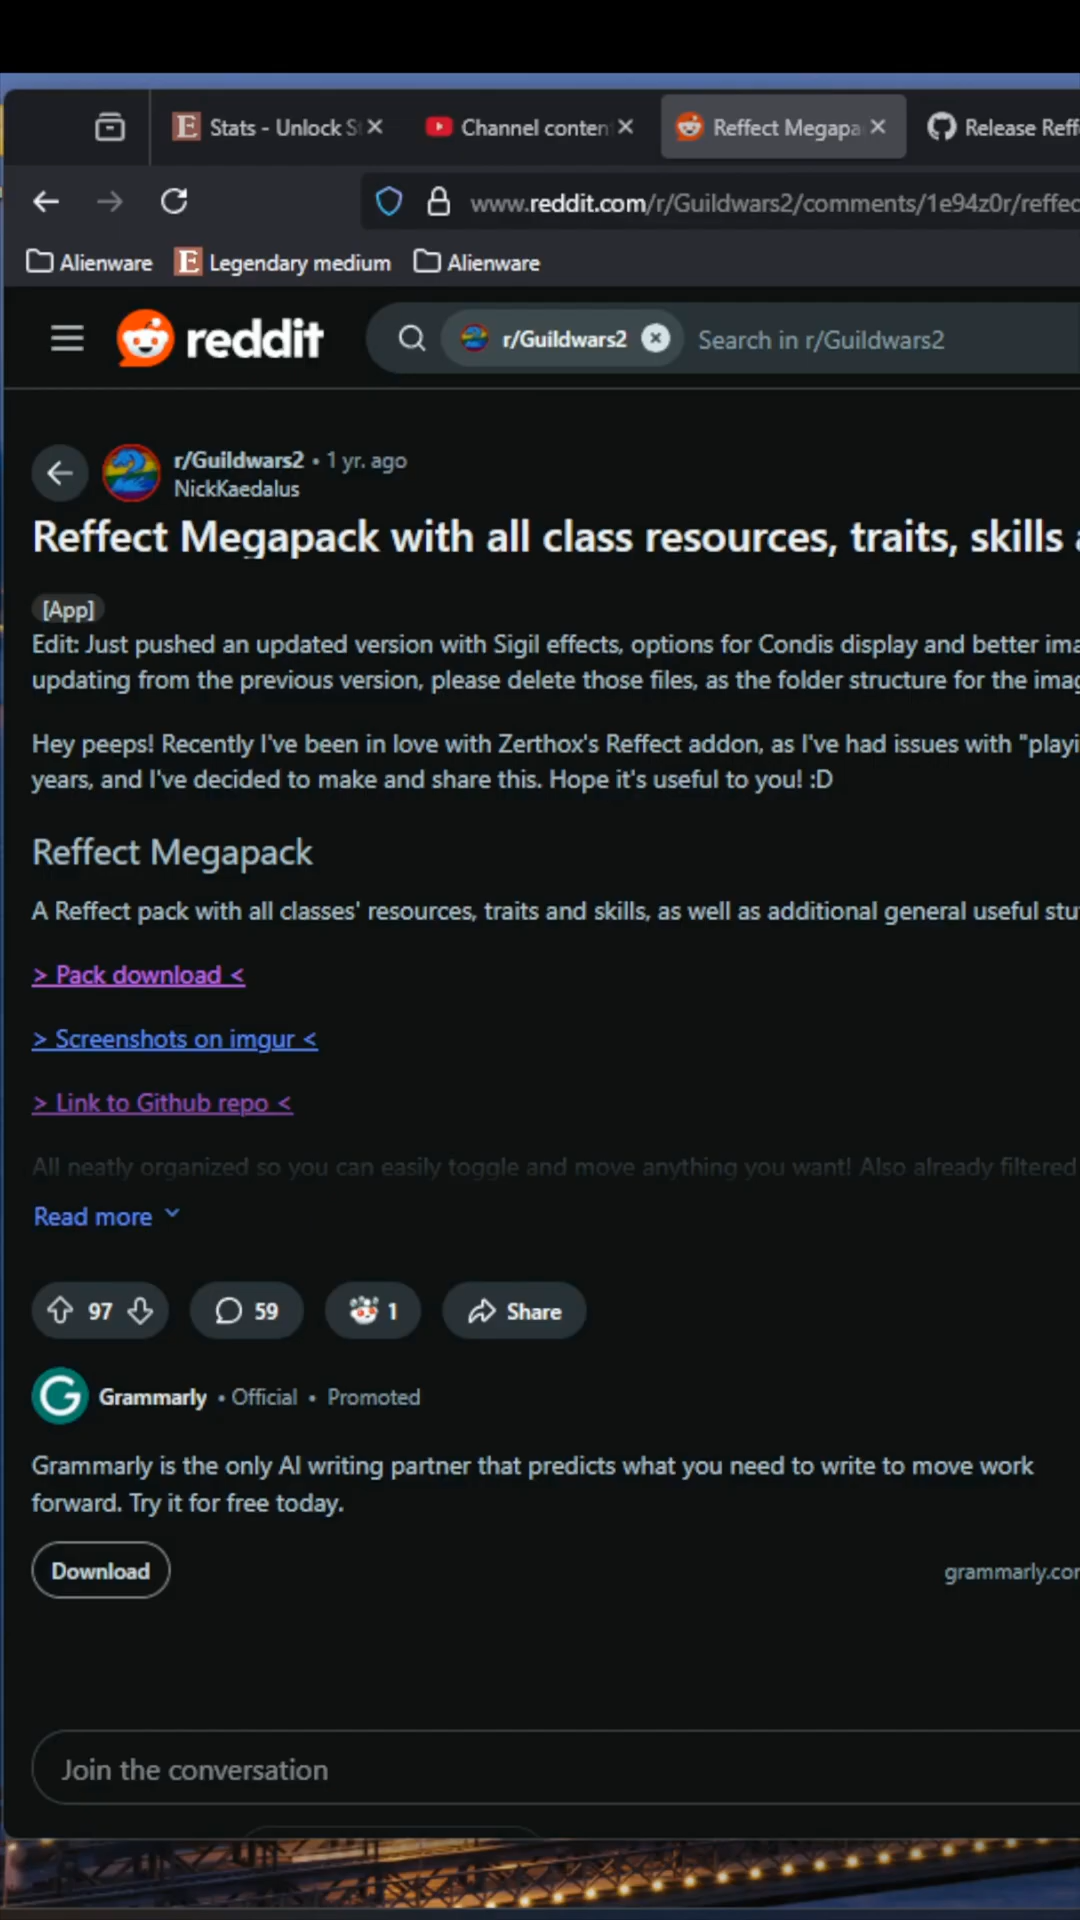 Stats - Unlock S
Channel conten
Reffect Megapa
Release Reff
www.reddit.com/r/Guildwars2/comments/1e94z0r/reffec
Alienware
Legendary medium
Alienware
reddit
r/Guildwars2
Search in r/Guildwars2
r/Guildwars2 • 1 yr. ago
NickKaedalus
Reffect Megapack with all class resources, traits, skills a
[App]
Edit: Just pushed an updated version with Sigil effects, options for Condis display and better ima
updating from the previous version, please delete those files, as the folder structure for the imag
Hey peeps! Recently I've been in love with Zerthox's Reffect addon, as I've had issues with "playi
years, and I've decided to make and share this. Hope it's useful to you! :D
Reffect Megapack
A Reffect pack with all classes' resources, traits and skills, as well as additional general useful stu
> Pack download <
> Screenshots on imgur <
> Link to Github repo <
All neatly organized so you can easily toggle and move anything you want! Also already filtered
Read more
97
59
1
Share
Grammarly • Official • Promoted
Grammarly is the only AI writing partner that predicts what you need to write to move work
forward. Try it for free today.
Download
grammarly.com
Join the conversation